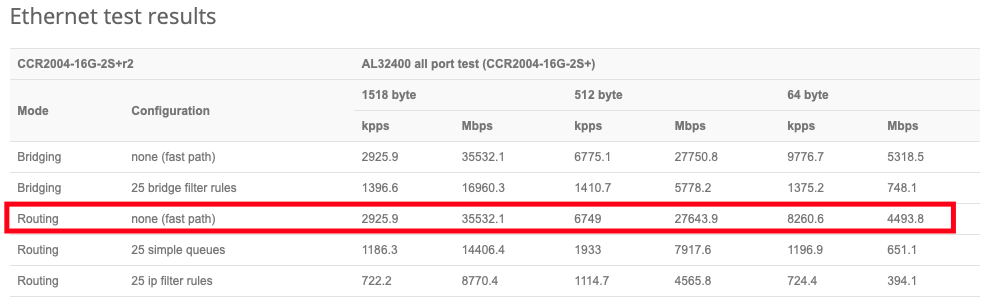 Ethernet test results
CCR2004-16G-2S+r2 AL32400 all port test (CCR2004-16G-2S+)
Mode Configuration 1518 byte 512 byte 64 byte
kpps Mbps kpps Mbps kpps Mbps
Bridging none (fast path) 2925.9 35532.1 6775.1 27750.8 9776.7 5318.5
Bridging 25 bridge filter rules 1396.6 16960.3 1410.7 5778.2 1375.2 748.1
Routing none (fast path) 2925.9 35532.1 6749 27643.9 8260.6 4493.8
Routing 25 simple queues 1186.3 14406.4 1933 7917.6 1196.9 651.1
Routing 25 ip filter rules 722.2 8770.4 1114.7 4565.8 724.4 394.1